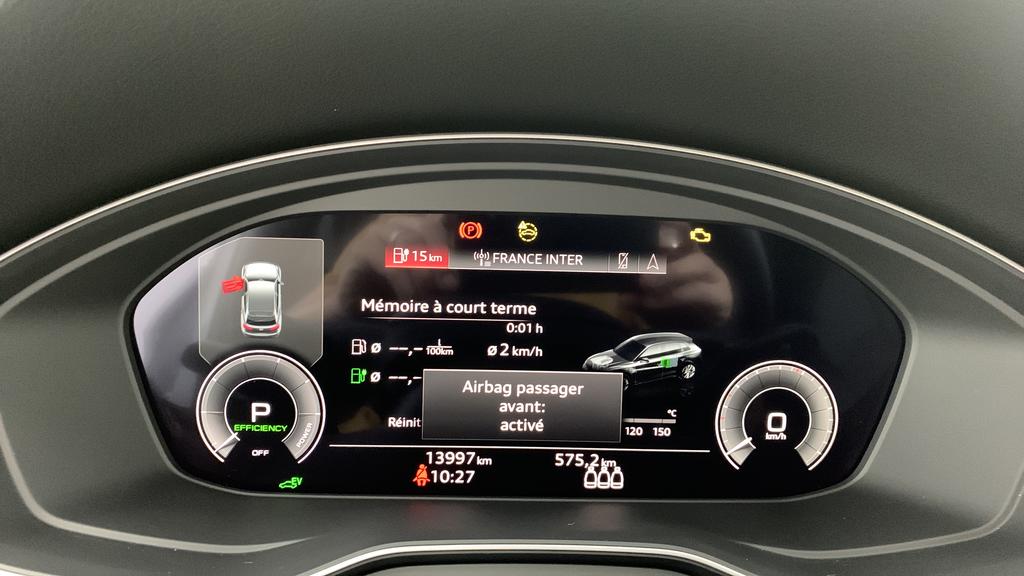 (P)
15 km
FRANCE INTER
Mémoire à court terme
0:01 h
Ø --,- l/100km
Ø 2 km/h
Ø --,-
Airbag passager
avant:
activé
Réinit
°C
120 150
P
EFFICIENCY
POWER
OFF
0
km/h
13997 km
575,2 km
10:27
EV